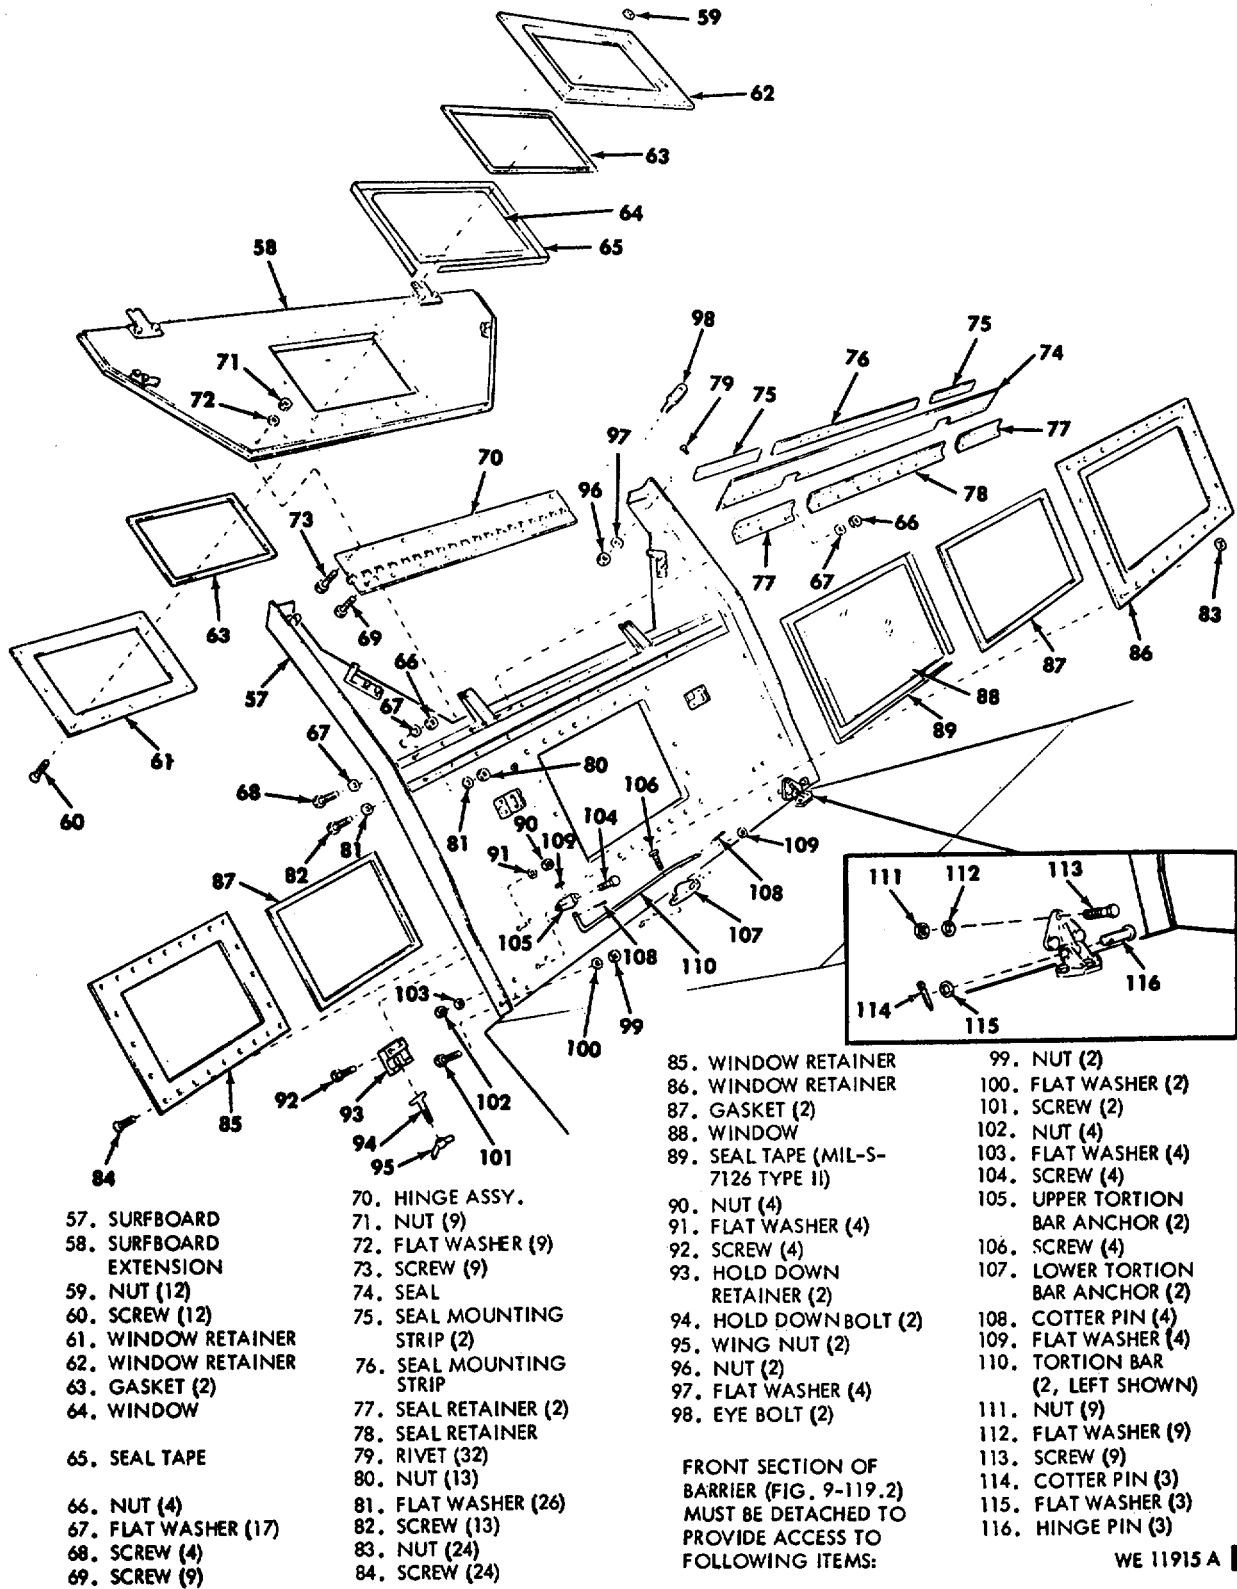 59
62
63
64
65
58
98
75
74
79
76
71
75
72
97
77
70
78
96
66
73
77
67
63
69
83
86
57
66
87
67
88
61
67
89
80
106
68
104
60
81
81
90
109
109
82
91
108
87
111
112
113
105
107
108
110
116
103
114
115
99
100
92
93
102
85
94
101
95
84
57. SURFBOARD
58. SURFBOARD
EXTENSION
59. NUT (12)
60. SCREW (12)
61. WINDOW RETAINER
62. WINDOW RETAINER
63. GASKET (2)
64. WINDOW
65. SEAL TAPE
66. NUT (4)
67. FLAT WASHER (17)
68. SCREW (4)
69. SCREW (9)
70. HINGE ASSY.
71. NUT (9)
72. FLAT WASHER (9)
73. SCREW (9)
74. SEAL
75. SEAL MOUNTING
STRIP (2)
76. SEAL MOUNTING
STRIP
77. SEAL RETAINER (2)
78. SEAL RETAINER
79. RIVET (32)
80. NUT (13)
81. FLAT WASHER (26)
82. SCREW (13)
83. NUT (24)
84. SCREW (24)
85. WINDOW RETAINER
86. WINDOW RETAINER
87. GASKET (2)
88. WINDOW
89. SEAL TAPE (MIL-S-
7126 TYPE II)
90. NUT (4)
91. FLAT WASHER (4)
92. SCREW (4)
93. HOLD DOWN
RETAINER (2)
94. HOLD DOWN BOLT (2)
95. WING NUT (2)
96. NUT (2)
97. FLAT WASHER (4)
98. EYE BOLT (2)
FRONT SECTION OF
BARRIER (FIG. 9-119.2)
MUST BE DETACHED TO
PROVIDE ACCESS TO
FOLLOWING ITEMS:
99. NUT (2)
100. FLAT WASHER (2)
101. SCREW (2)
102. NUT (4)
103. FLAT WASHER (4)
104. SCREW (4)
105. UPPER TORTION
BAR ANCHOR (2)
106. SCREW (4)
107. LOWER TORTION
BAR ANCHOR (2)
108. COTTER PIN (4)
109. FLAT WASHER (4)
110. TORTION BAR
(2, LEFT SHOWN)
111. NUT (9)
112. FLAT WASHER (9)
113. SCREW (9)
114. COTTER PIN (3)
115. FLAT WASHER (3)
116. HINGE PIN (3)
WE 11915 A